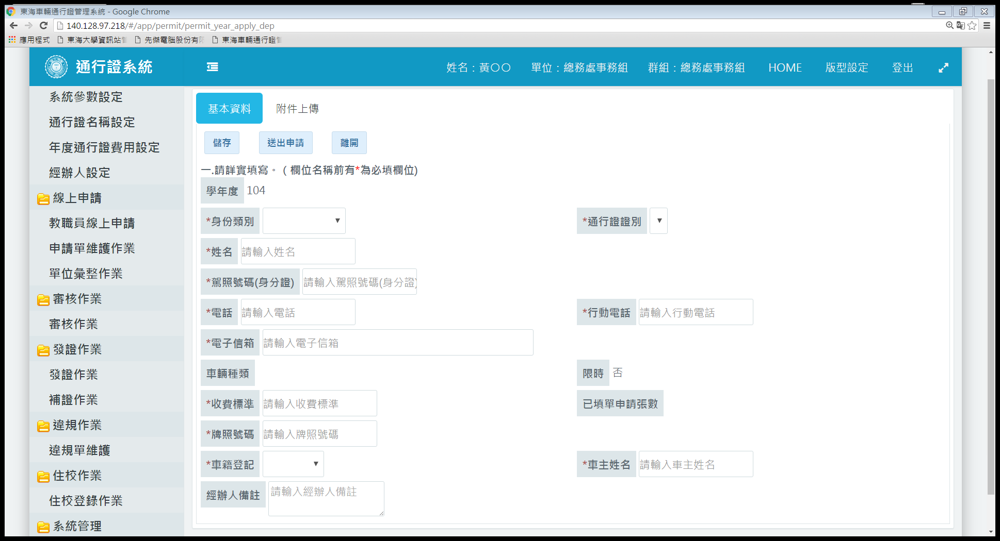 東海車輛通行證管理系統 - Google Chrome
140.128.97.218/#/app/permit/permit_year_apply_dep
應用程式 東海大學資訊站 先傑電腦股份有限 東海車輛通行證
通行證系統 姓名：黃○○ 單位：總務處事務組 群組：總務處事務組 HOME 版型設定 登出
系統參數設定
通行證名稱設定
年度通行證費用設定
經辦人設定
線上申請
教職員線上申請
申請單維護作業
單位彙整作業
審核作業
審核作業
發證作業
發證作業
補證作業
違規作業
違規單維護
住校作業
住校登錄作業
系統管理
基本資料 附件上傳
儲存 送出申請 離開
一.請詳實填寫。 ( 欄位名稱前有*為必填欄位)
學年度 104
*身份類別 *通行證證別
*姓名 請輸入姓名
*駕照號碼(身分證) 請輸入駕照號碼(身分證)
*電話 請輸入電話 *行動電話 請輸入行動電話
*電子信箱 請輸入電子信箱
車輛種類 限時 否
*收費標準 請輸入收費標準 已填單申請張數
*牌照號碼 請輸入牌照號碼
*車籍登記 *車主姓名 請輸入車主姓名
經辦人備註 請輸入經辦人備註